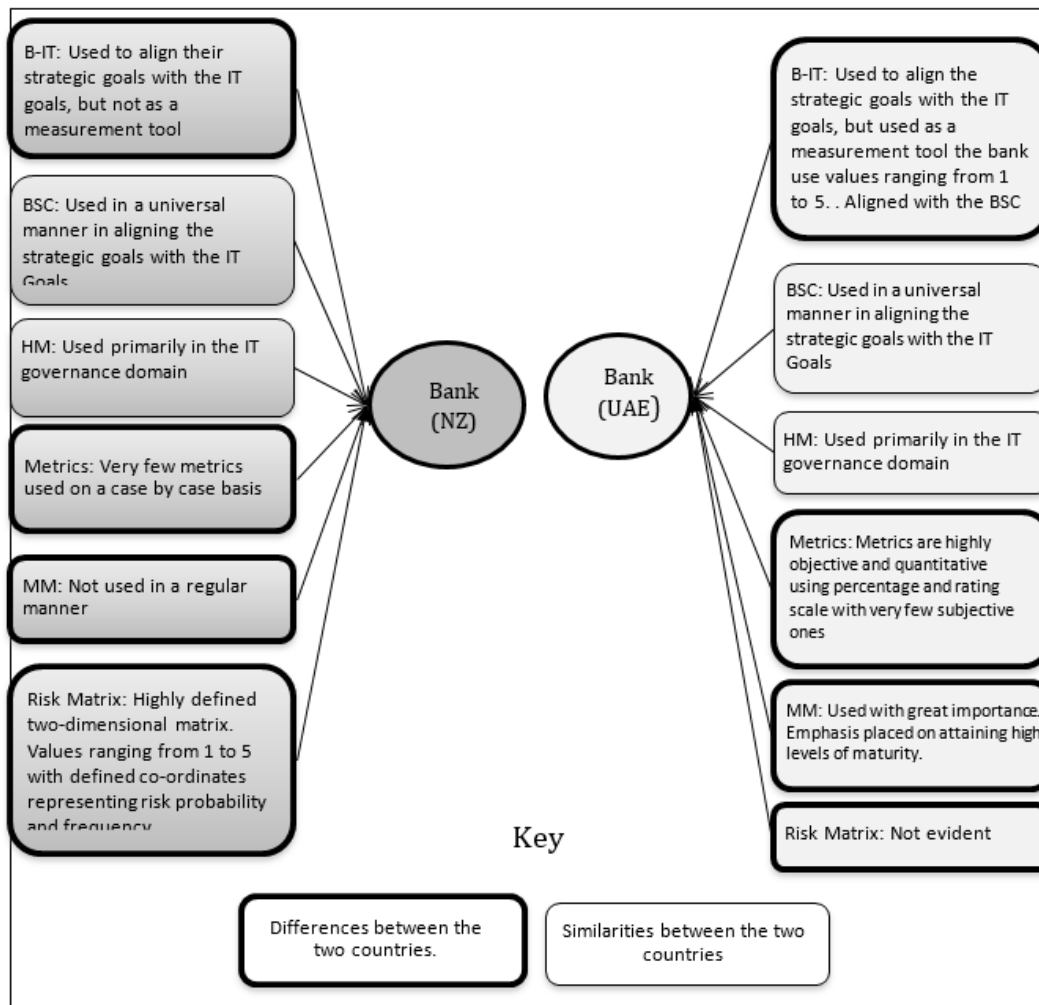 B-IT: Used to align their
strategic goals with the IT
goals, but not as a
measurement tool
BSC: Used in a universal
manner in aligning the
strategic goals with the IT
Goals
HM: Used primarily in the IT
governance domain
Metrics: Very few metrics
used on a case by case basis
MM: Not used in a regular
manner
Risk Matrix: Highly defined
two-dimensional matrix.
Values ranging from 1 to 5
with defined co-ordinates
representing risk probability
and frequency
Bank
(NZ)
Bank
(UAE)
B-IT: Used to align the
strategic goals with the IT
goals, but used as a
measurement tool the bank
use values ranging from 1
to 5. . Aligned with the BSC
BSC: Used in a universal
manner in aligning the
strategic goals with the IT
Goals
HM: Used primarily in the IT
governance domain
Metrics: Metrics are highly
objective and quantitative
using percentage and rating
scale with very few subjective
ones
MM: Used with great importance.
Emphasis placed on attaining high
levels of maturity.
Risk Matrix: Not evident
Key
Differences between the
two countries.
Similarities between the two
countries